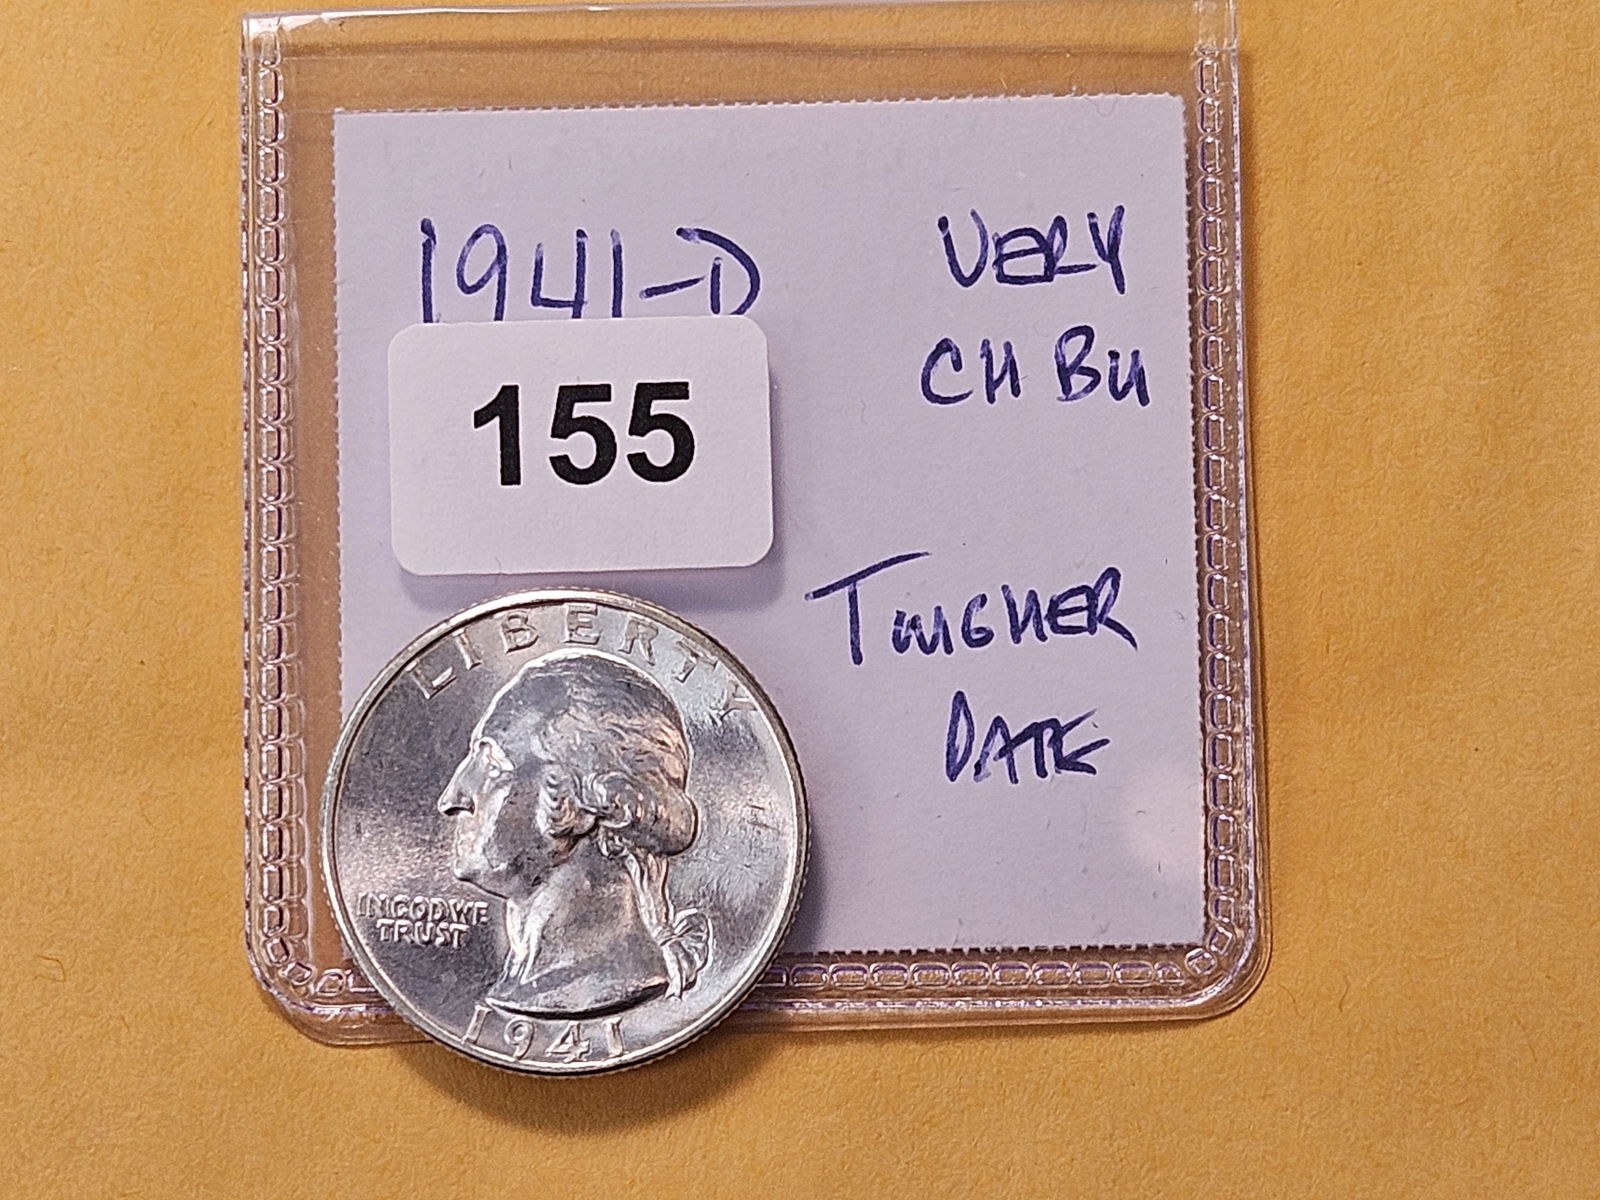 1941-D
VERY
CH BU
155
TOUGHER
DATE
LIBERTY
IN GOD WE
TRUST
1941